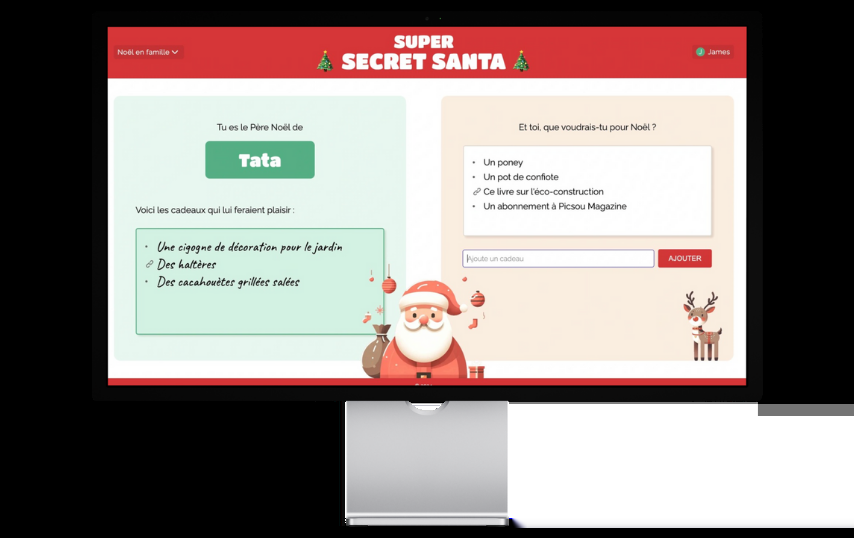 Noël en famille
SUPER
SECRET SANTA
J James
Tu es le Père Noël de
Tata
Voici les cadeaux qui lui feraient plaisir :
Une cigogne de décoration pour le jardin
Des haltères
Des cacahouètes grillées salées
Et toi, que voudrais-tu pour Noël ?
Un poney
Un pot de confiote
Ce livre sur l'éco-construction
Un abonnement à Picsou Magazine
Ajoute un cadeau
AJOUTER